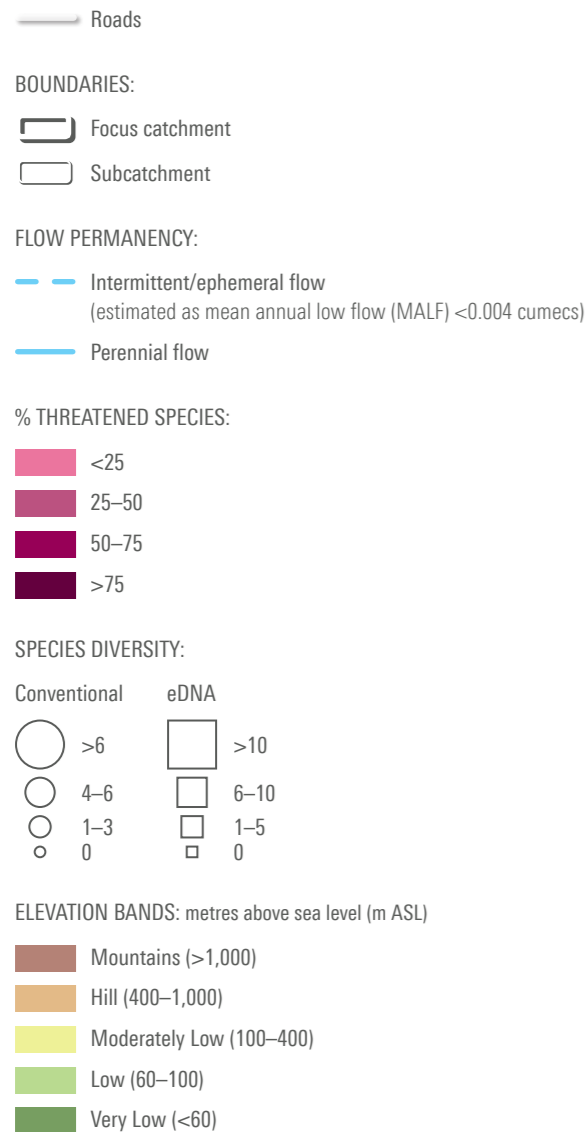 Roads
BOUNDARIES:
Focus catchment
Subcatchment
FLOW PERMANENCY:
Intermittent/ephemeral flow
(estimated as mean annual low flow (MALF) <0.004 cumecs)
Perennial flow
% THREATENED SPECIES:
<25
25–50
50–75
>75
SPECIES DIVERSITY:
Conventional eDNA
>6 >10
4–6 6–10
1–3 1–5
0 0
ELEVATION BANDS: metres above sea level (m ASL)
Mountains (>1,000)
Hill (400–1,000)
Moderately Low (100–400)
Low (60–100)
Very Low (<60)